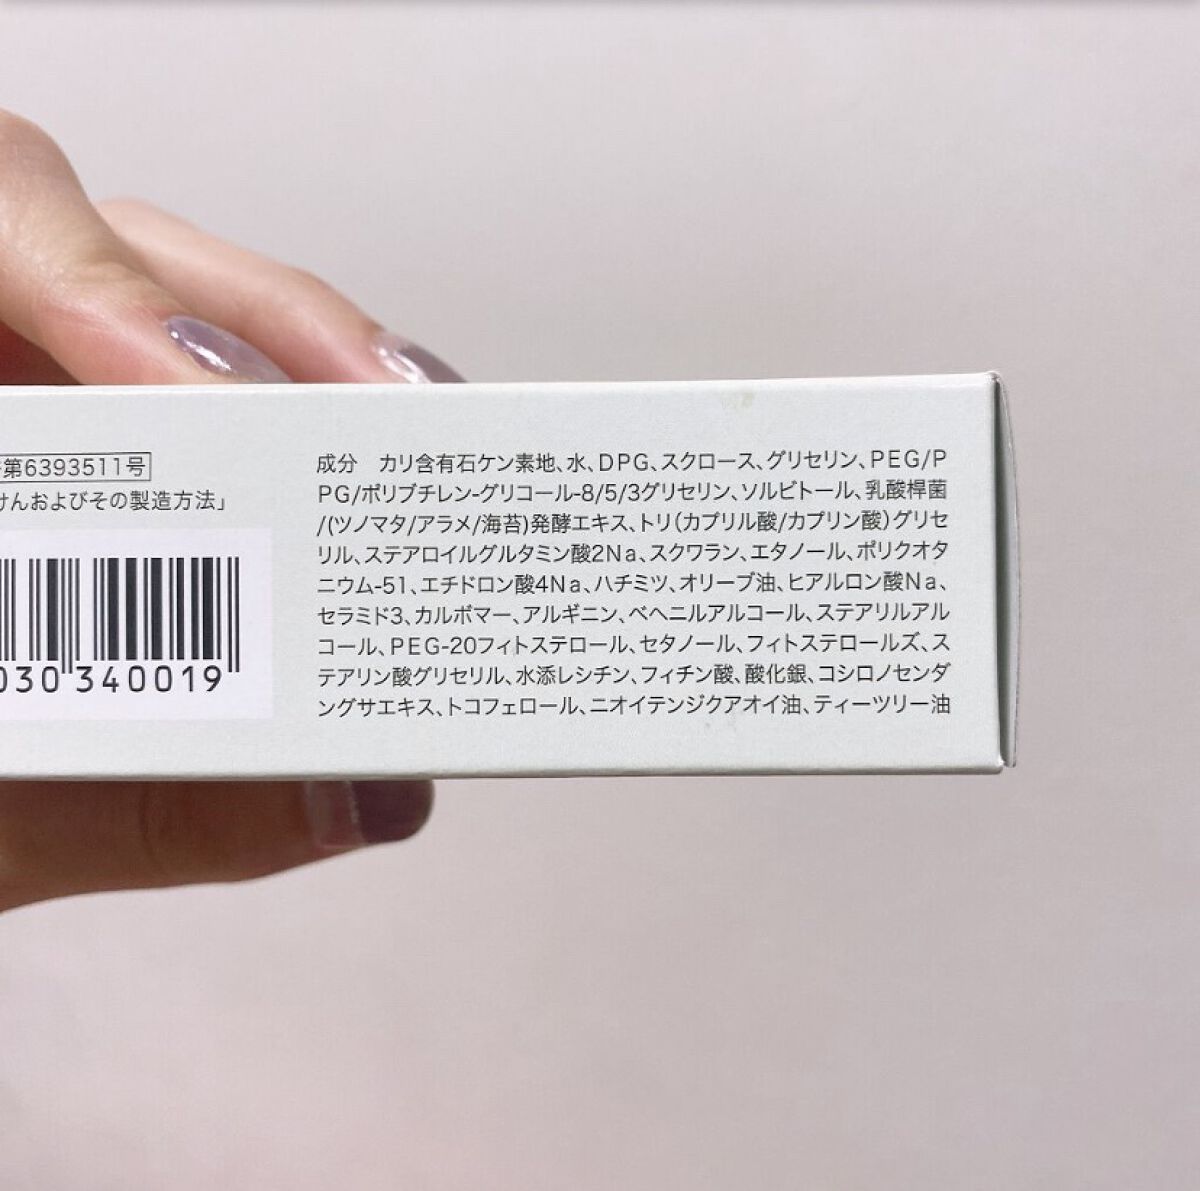 第6393511号
けんおよびその製造方法」
030 340019
成分　カリ含有石ケン素地、水、DPG、スクロース、グリセリン、PEG/P
PG/ポリブチレン-グリコール-8/5/3グリセリン、ソルビトール、乳酸桿菌
/(ツノマタ/アラメ/海苔)発酵エキス、トリ(カプリル酸/カプリン酸)グリセ
リル、ステアロイルグルタミン酸2Na、スクワラン、エタノール、ポリクオタ
ニウム-51、エチドロン酸4Na、ハチミツ、オリーブ油、ヒアルロン酸Na、
セラミド3、カルボマー、アルギニン、ベヘニルアルコール、ステアリルアル
コール、PEG-20フィトステロール、セタノール、フィトステロールズ、ス
テアリン酸グリセリル、水添レシチン、フィチン酸、酸化銀、コシロノセンダ
ングサエキス、トコフェロール、ニオイテンジクアオイ油、ティーツリー油